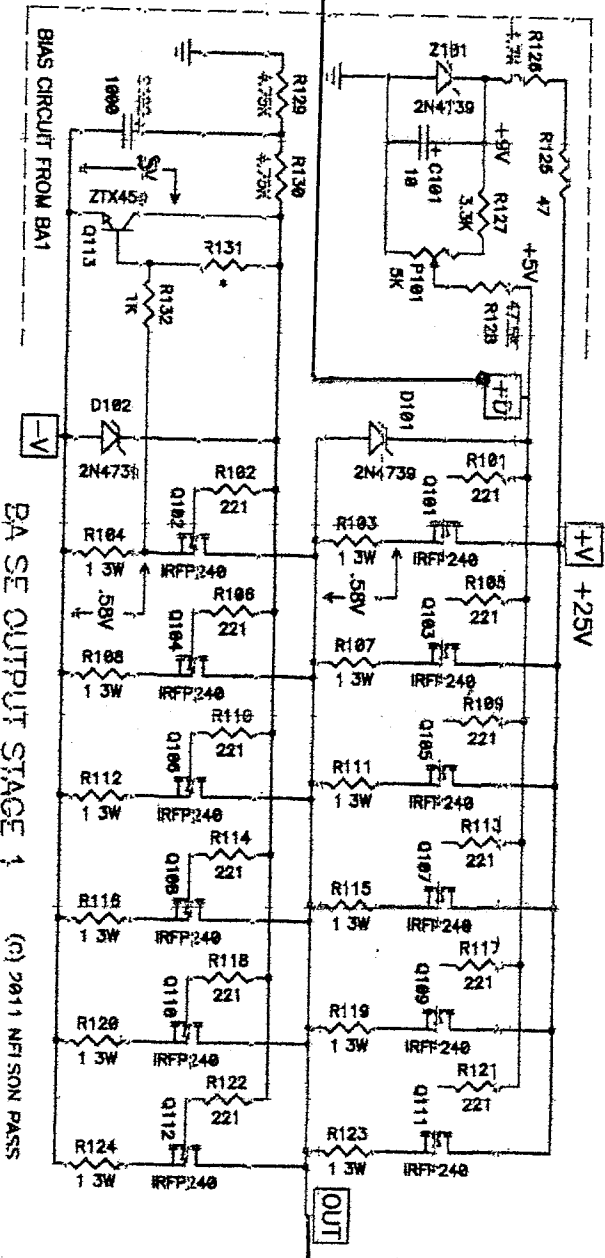 BIAS CIRCUIT FROM BA1
R126
R125
47
Z101
2N4739
+9V
+ C101
10
R127
3.3K
+5V
P101
5K
R128
47.5K
R129
4.75K
R130
4.75K
1000
ZTX450
Q113
R131
*
R132
1K
+D
D101
2N4739
D102
2N4739
-V
+V
+25V
R101
221
Q101
IRFP240
R103
1 3W
.58V
R102
221
Q102
IRFP240
R104
1 3W
.58V
R105
221
Q103
IRFP240
R107
1 3W
R106
221
Q104
IRFP240
R108
1 3W
R109
221
Q105
IRFP240
R111
1 3W
R110
221
Q106
IRFP240
R112
1 3W
R113
221
Q107
IRFP240
R115
1 3W
R114
221
Q108
IRFP240
R116
1 3W
R117
221
Q109
IRFP240
R119
1 3W
R118
221
Q110
IRFP240
R120
1 3W
R121
221
Q111
IRFP240
R123
1 3W
R122
221
Q112
IRFP240
R124
1 3W
OUT
BA SE OUTPUT STAGE 1
(C) 2011 NELSON PASS